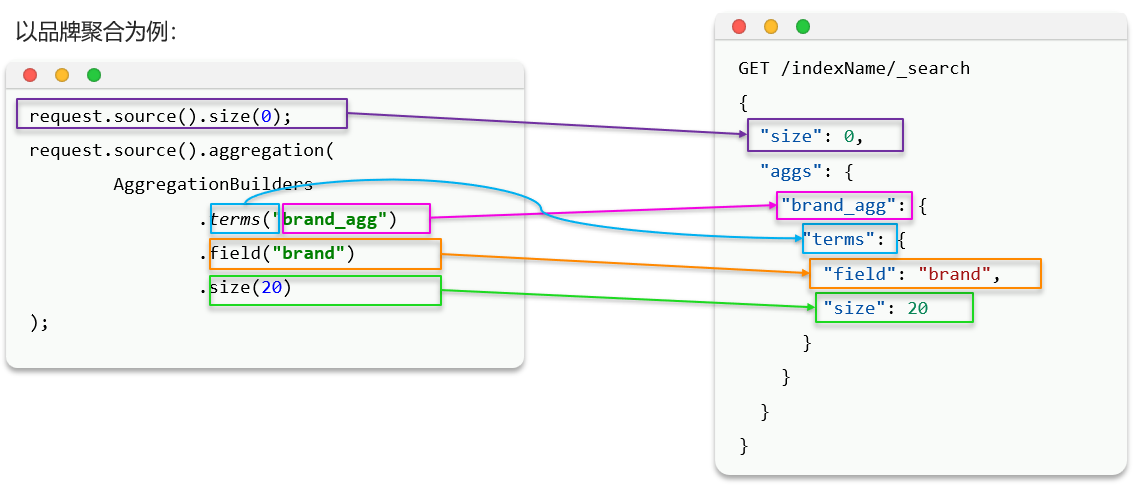 以品牌聚合为例：
request.source().size(0);
request.source().aggregation(
AggregationBuilders
.terms("brand_agg")
.field("brand")
.size(20)
);
GET /indexName/_search
{
"size": 0,
"aggs": {
"brand_agg": {
"terms": {
"field": "brand",
"size": 20
}
}
}
}